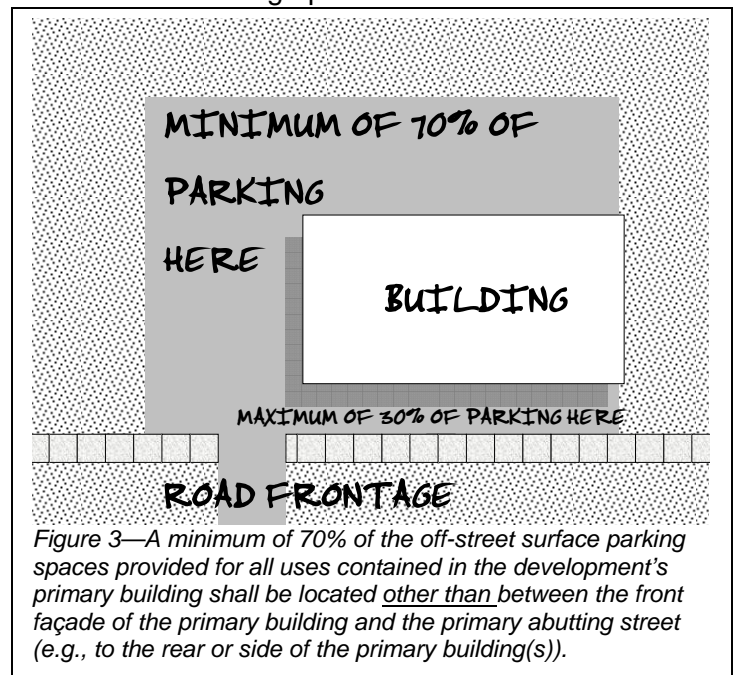 MINIMUM OF 70% OF
PARKING
HERE
BUILDING
MAXIMUM OF 30% OF PARKING HERE
ROAD FRONTAGE
Figure 3—A minimum of 70% of the off-street surface parking
spaces provided for all uses contained in the development's
primary building shall be located other than between the front
façade of the primary building and the primary abutting street
(e.g., to the rear or side of the primary building(s)).